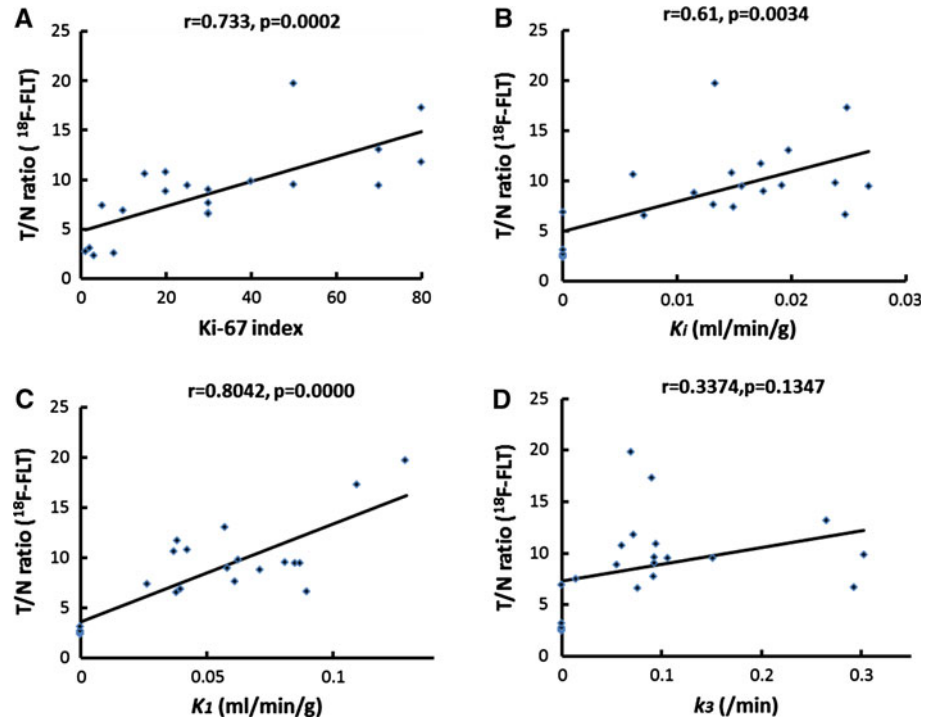 A
r=0.733, p=0.0002
T/N ratio ( 18F-FLT)
25
20
15
10
5
0
0 20 40 60 80
Ki-67 index
B
r=0.61, p=0.0034
T/N ratio (18F-FLT)
25
20
15
10
5
0
0 0.01 0.02 0.03
Ki (ml/min/g)
C
r=0.8042, p=0.0000
T/N ratio (18F-FLT)
25
20
15
10
5
0
0 0.05 0.1
K1 (ml/min/g)
D
r=0.3374,p=0.1347
T/N ratio (18F-FLT)
25
20
15
10
5
0
0 0.1 0.2 0.3
k3 (/min)